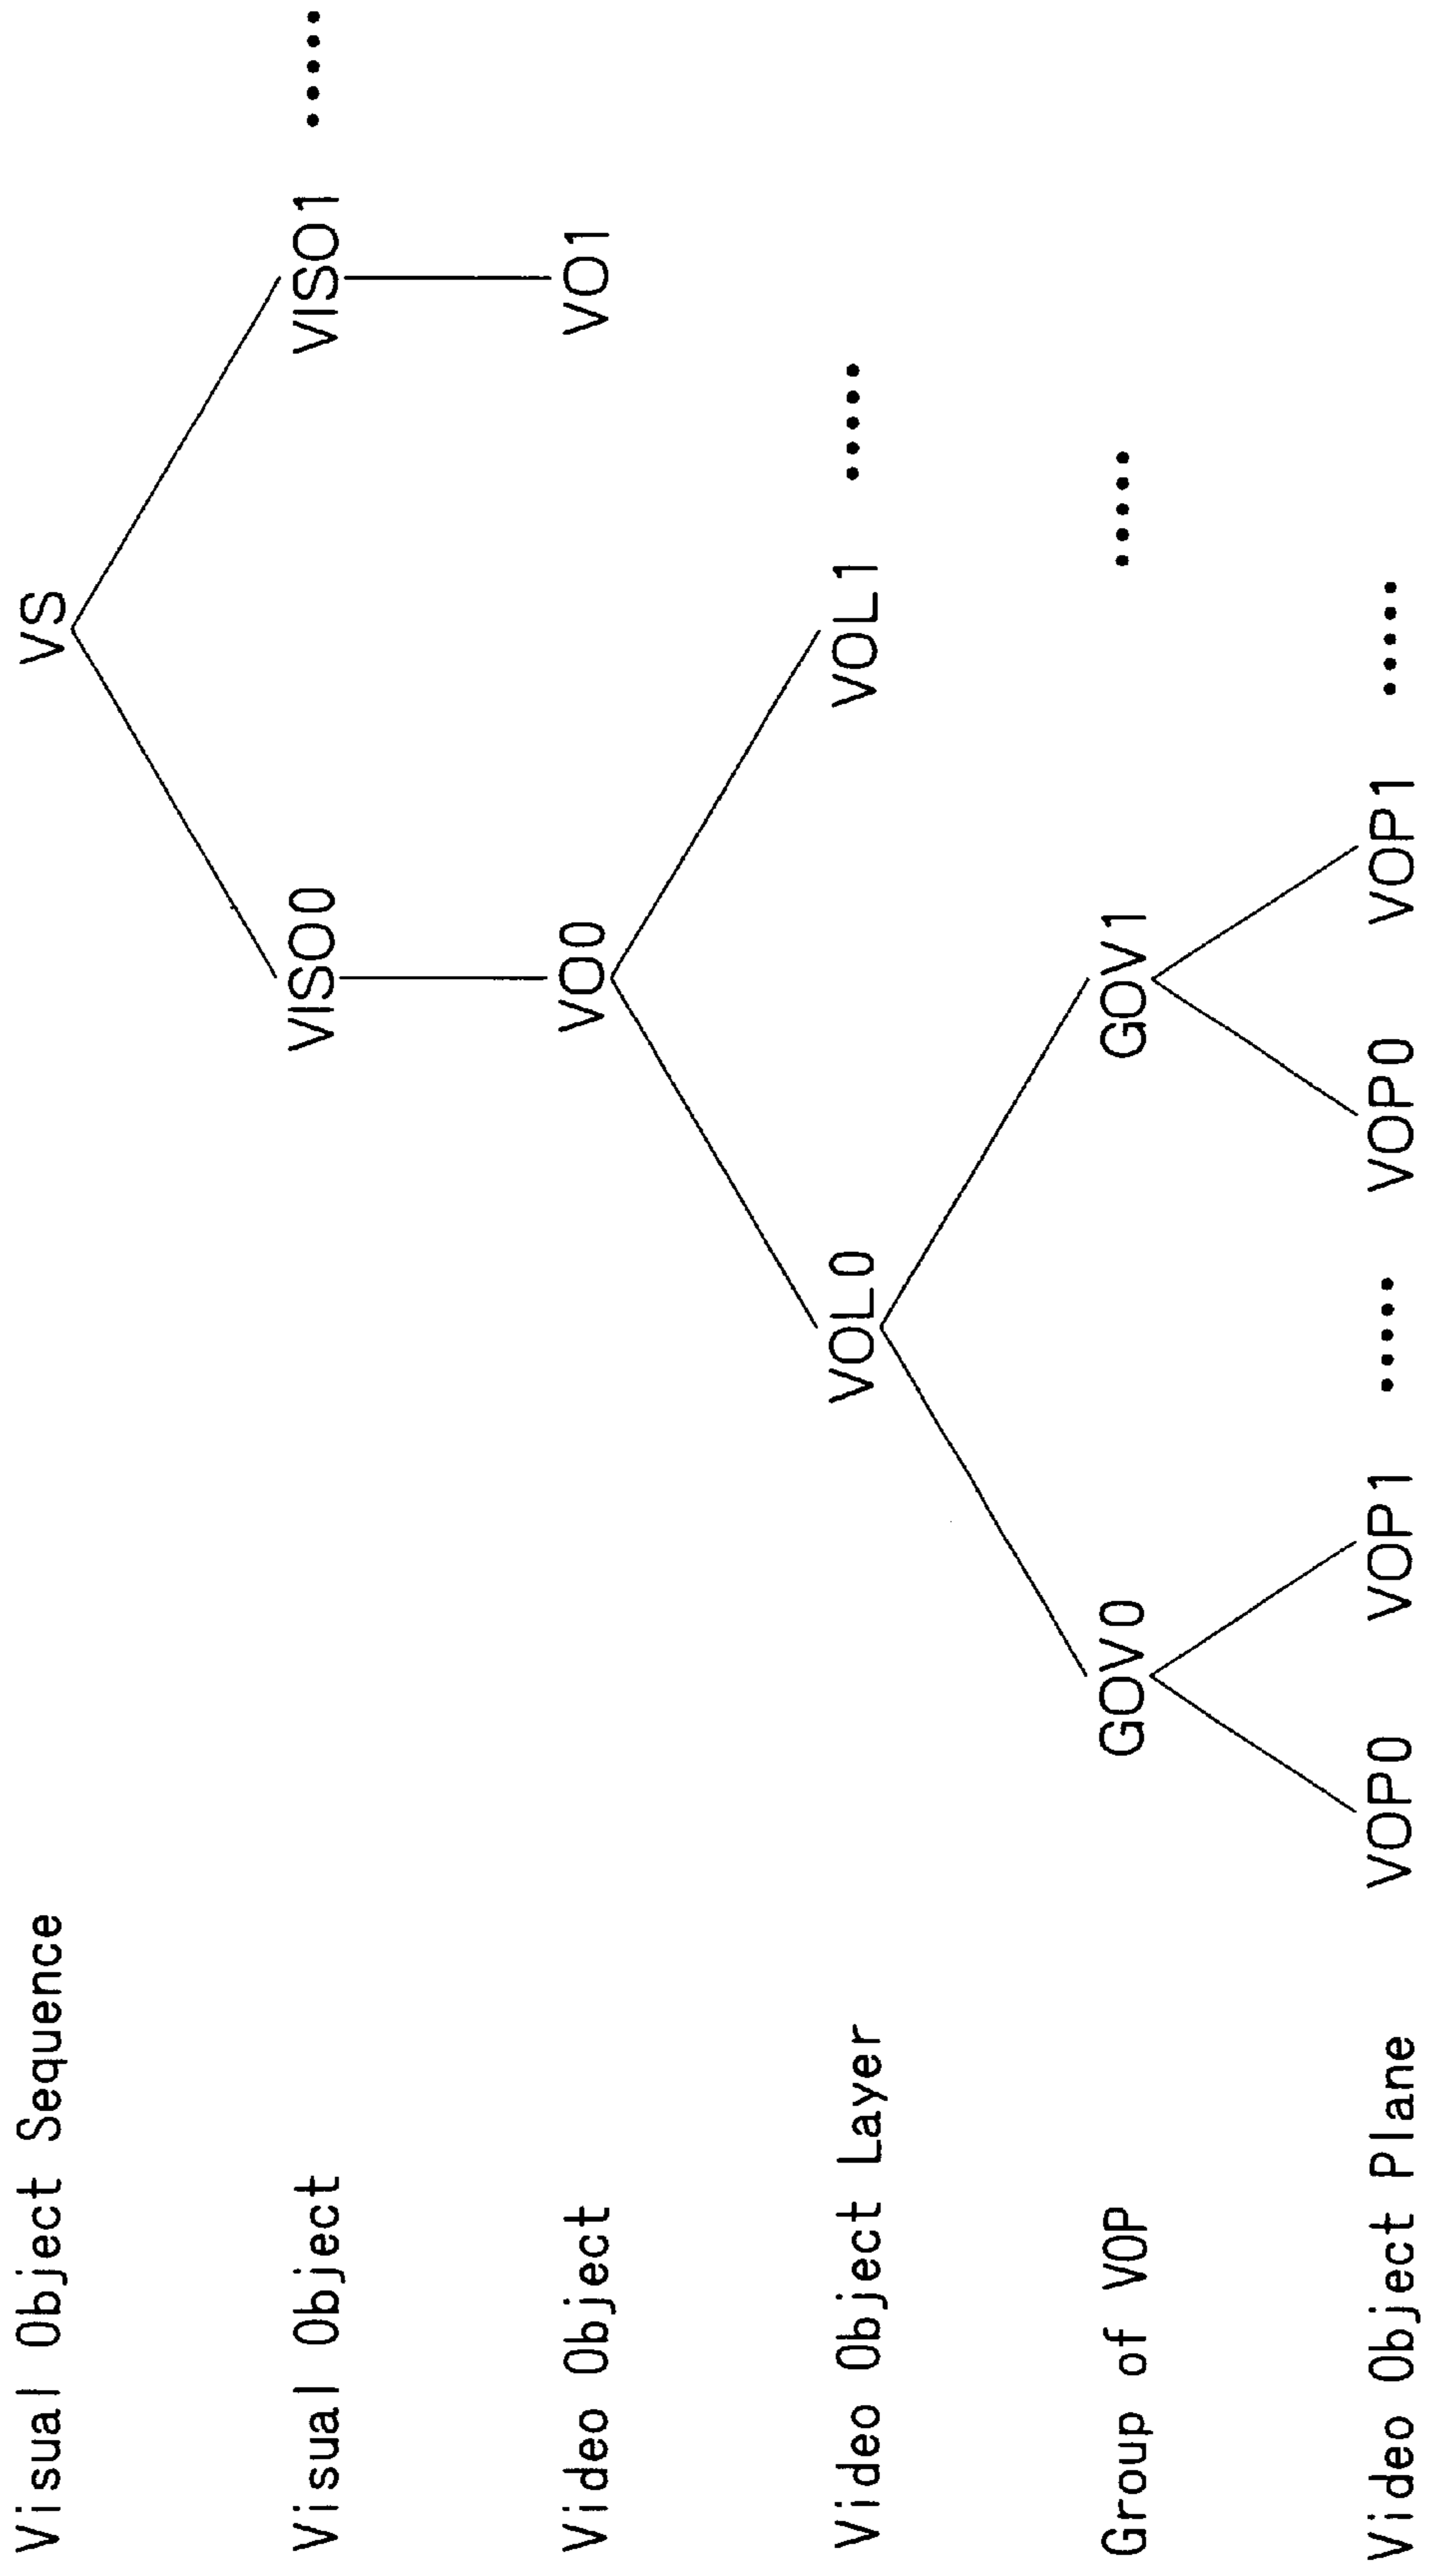 Visual Object Sequence VS
Visual Object VISO0 VISO1 .....
Video Object VO0 VO1
Video Object Layer VOL0 VOL1 .....
Group of VOP GOV0 GOV1 .....
Video Object Plane VOP0 VOP1 ..... VOP0 VOP1 .....